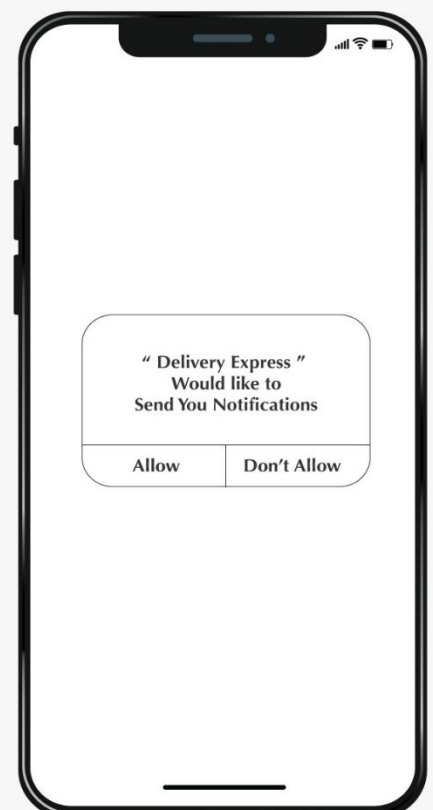 “ Delivery Express ”
Would like to
Send You Notifications
Allow
Don’t Allow